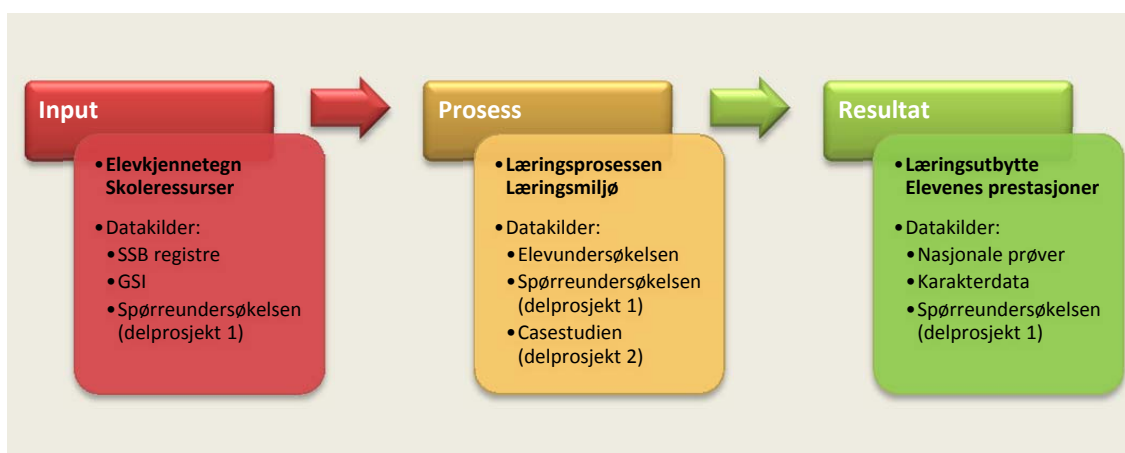 Input
• Elevkjennetegn
Skoleressurser
• Datakilder:
• SSB registre
• GSI
• Spørreundersøkelsen
(delprosjekt 1)
Prosess
• Læringsprosessen
Læringsmiljø
• Datakilder:
• Elevundersøkelsen
• Spørreundersøkelsen
(delprosjekt 1)
• Casestudien
(delprosjekt 2)
Resultat
• Læringsutbytte
Elevenes prestasjoner
• Datakilder:
• Nasjonale prøver
• Karakterdata
• Spørreundersøkelsen
(delprosjekt 1)